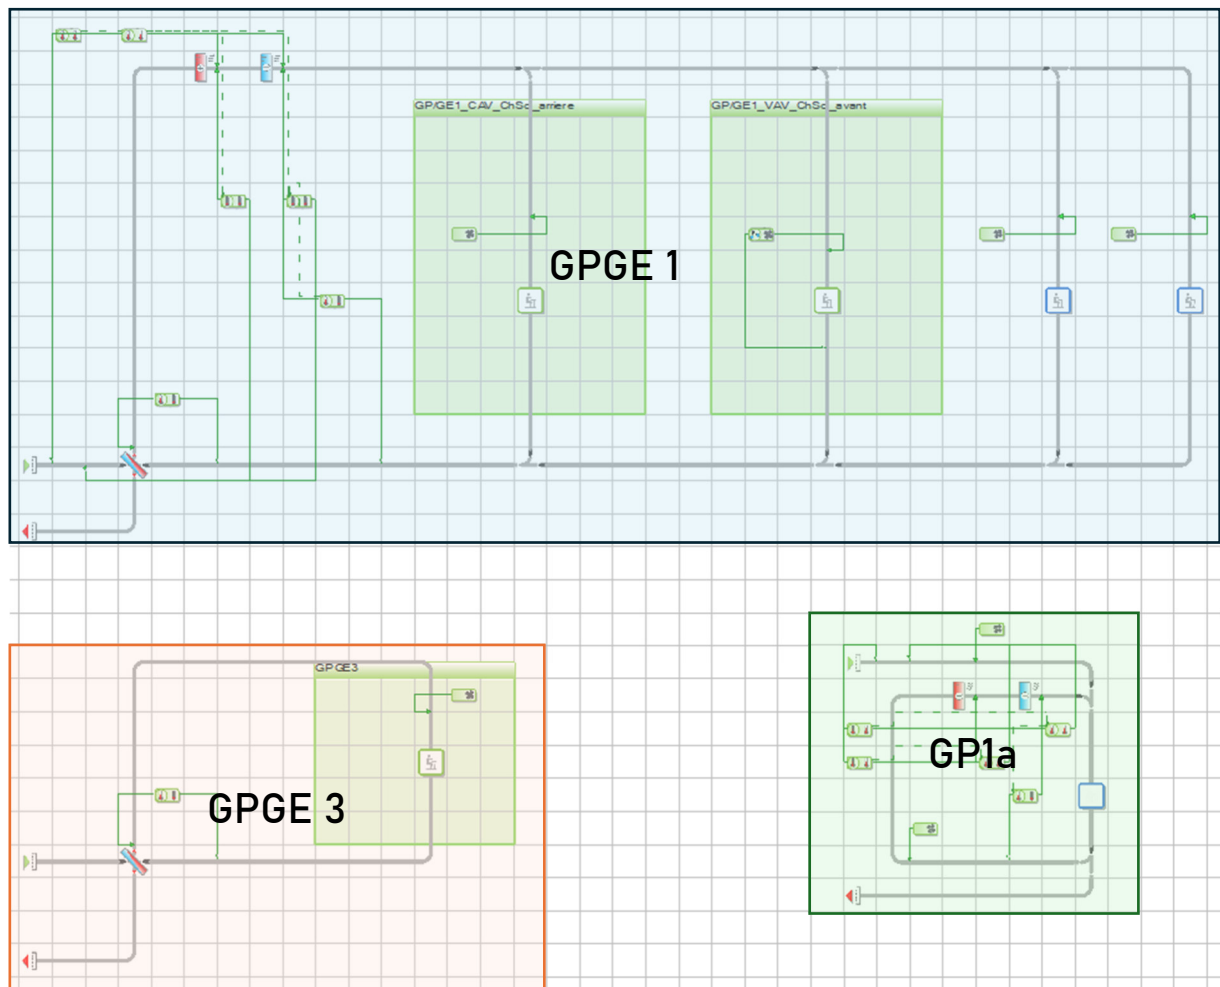 GP/GE1_CAV_ChSc_arriere
GP/GE1_VAV_ChSc_avant
GPGE 1
GPGE3
GPGE 3
GP1a